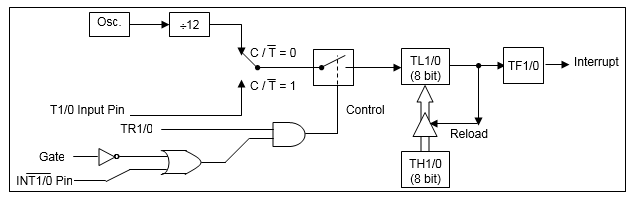 Osc.
÷12
C / T̅ = 0
C / T̅ = 1
TL1/0
(8 bit)
TF1/0
Interrupt
T1/0 Input Pin
Control
TR1/0
Reload
Gate
I̅N̅T̅1̅/̅0̅ Pin
TH1/0
(8 bit)